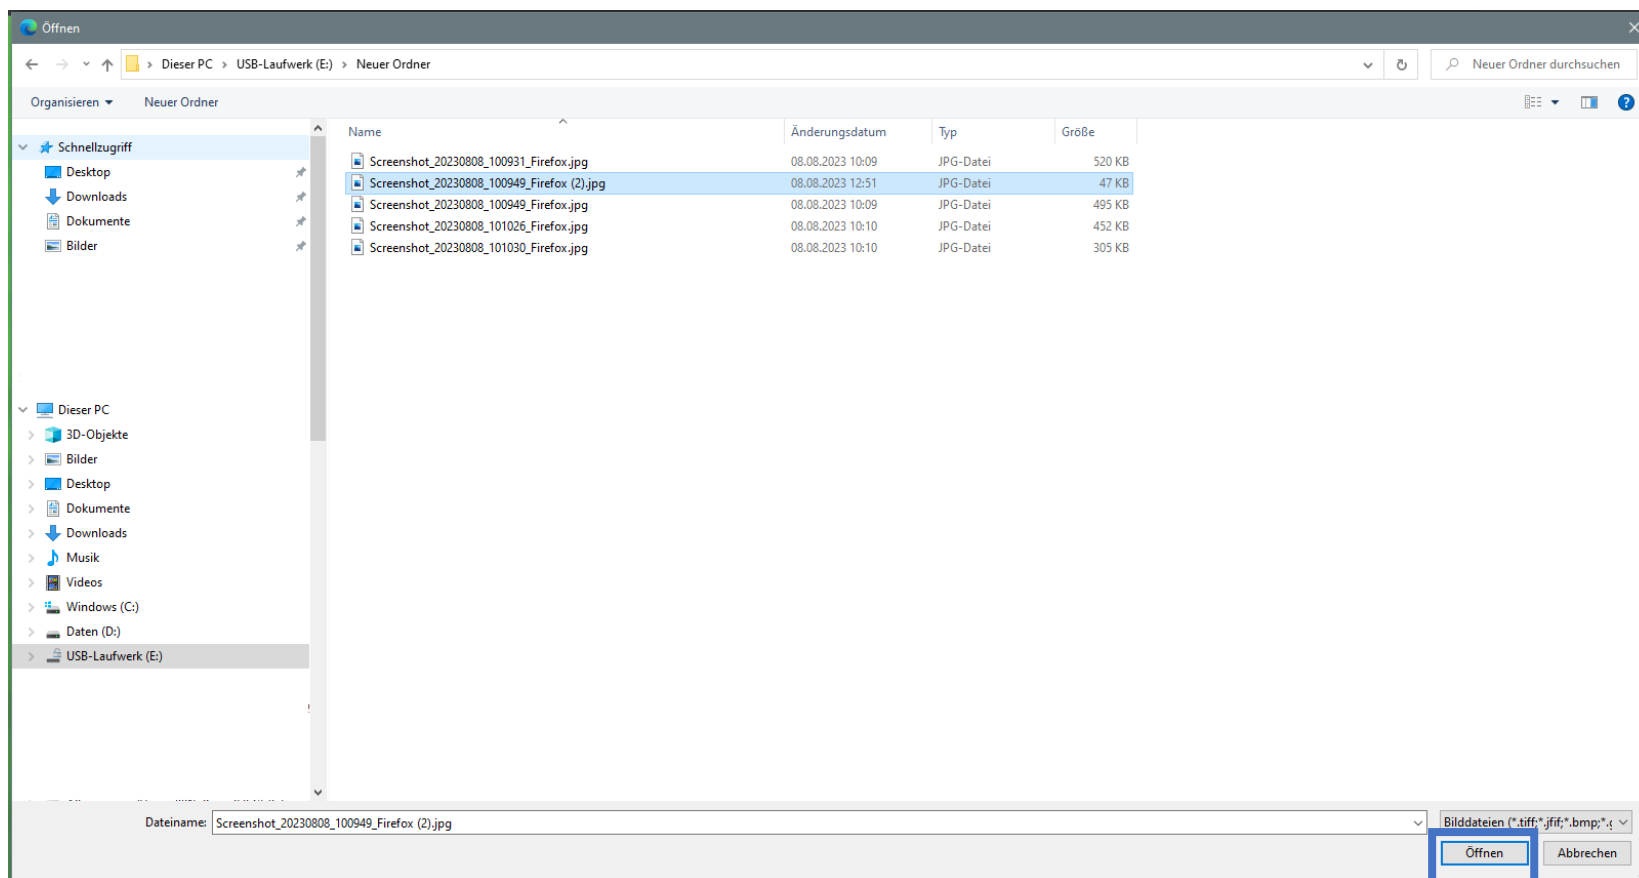 Öffnen
Dieser PC > USB-Laufwerk (E:) > Neuer Ordner
Neuer Ordner durchsuchen
Organisieren Neuer Ordner
Name Änderungsdatum Typ Größe
Schnellzugriff
Desktop
Downloads
Dokumente
Bilder
Screenshot_20230808_100931_Firefox.jpg 08.08.2023 10:09 JPG-Datei 520 KB
Screenshot_20230808_100949_Firefox (2).jpg 08.08.2023 12:51 JPG-Datei 47 KB
Screenshot_20230808_100949_Firefox.jpg 08.08.2023 10:09 JPG-Datei 495 KB
Screenshot_20230808_101026_Firefox.jpg 08.08.2023 10:10 JPG-Datei 452 KB
Screenshot_20230808_101030_Firefox.jpg 08.08.2023 10:10 JPG-Datei 305 KB
Dieser PC
3D-Objekte
Bilder
Desktop
Dokumente
Downloads
Musik
Videos
Windows (C:)
Daten (D:)
USB-Laufwerk (E:)
Dateiname: Screenshot_20230808_100949_Firefox (2).jpg
Bilddateien (*.tiff;*.jfif;*.bmp;*.g
Öffnen Abbrechen